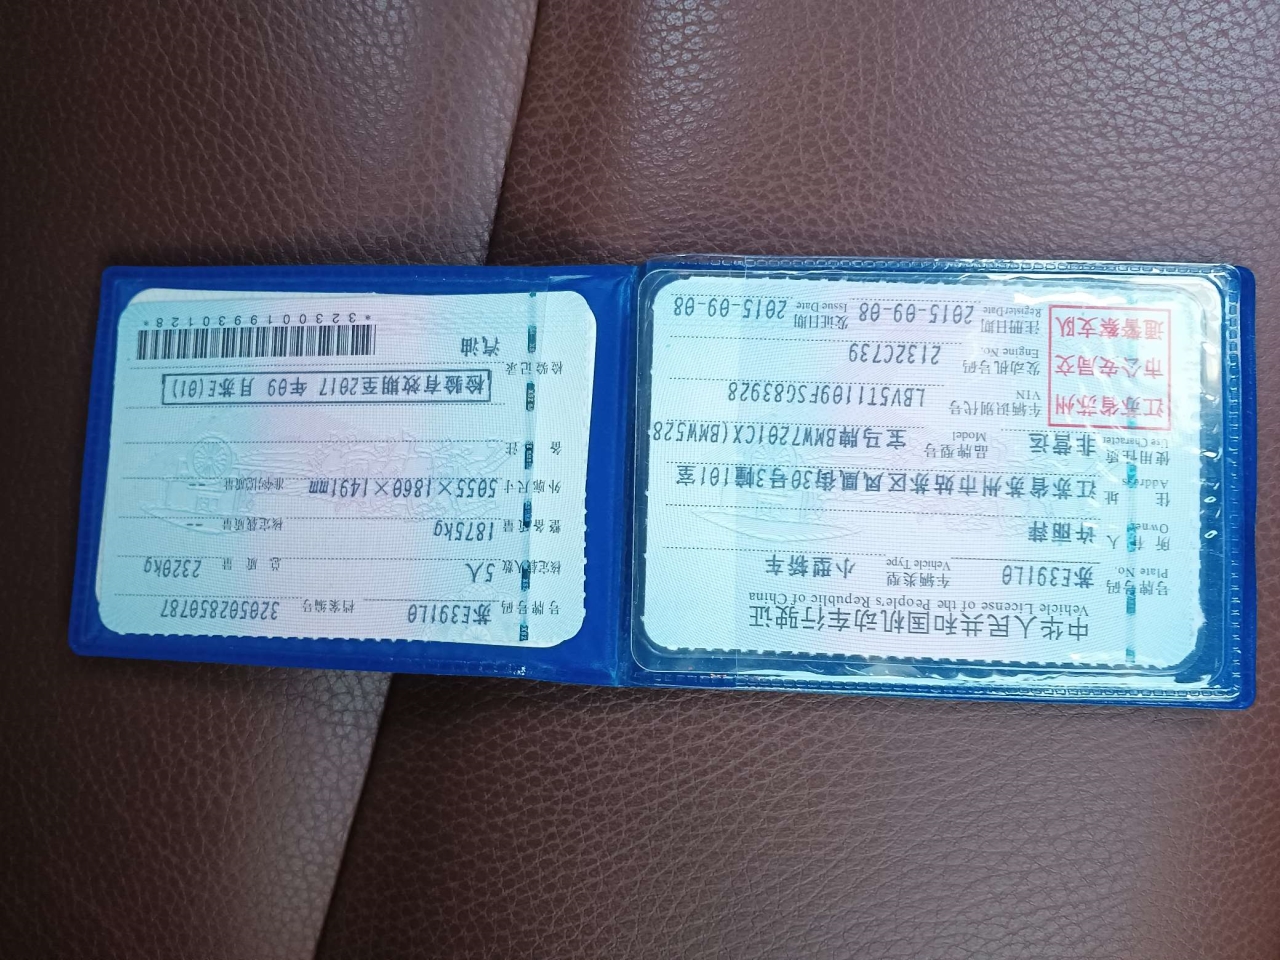 中华人民共和国机动车行驶证
Vehicle License of the People's Republic of China
号牌号码 苏E391L0 车辆类型 小型轿车
Plate No. Vehicle Type
所有人 许丽萍
Owner
住址 江苏省苏州市姑苏区凤凰街30号3幢101室
Address
使用性质 非营运 品牌型号 宝马牌BMW7201CX(BMW528
Use Character Model
江苏省苏州
市公安局交
通警察支队
车辆识别代号 LBV5T1109FSG83928
VIN
发动机号码 2132C739
Engine No.
注册日期 2015-09-08 发证日期 2015-09-08
Register Date Issue Date
号牌号码 苏E391L0 档案编号 320502850787
核定载人数 5人 总质量 2320kg
整备质量 1875kg 核定载质量 --
外廓尺寸 5055×1860×1491mm 准牵引总质量 --
备注
检验记录 检验有效期至2017年09月苏E(01)
汽油
*3230019930128*